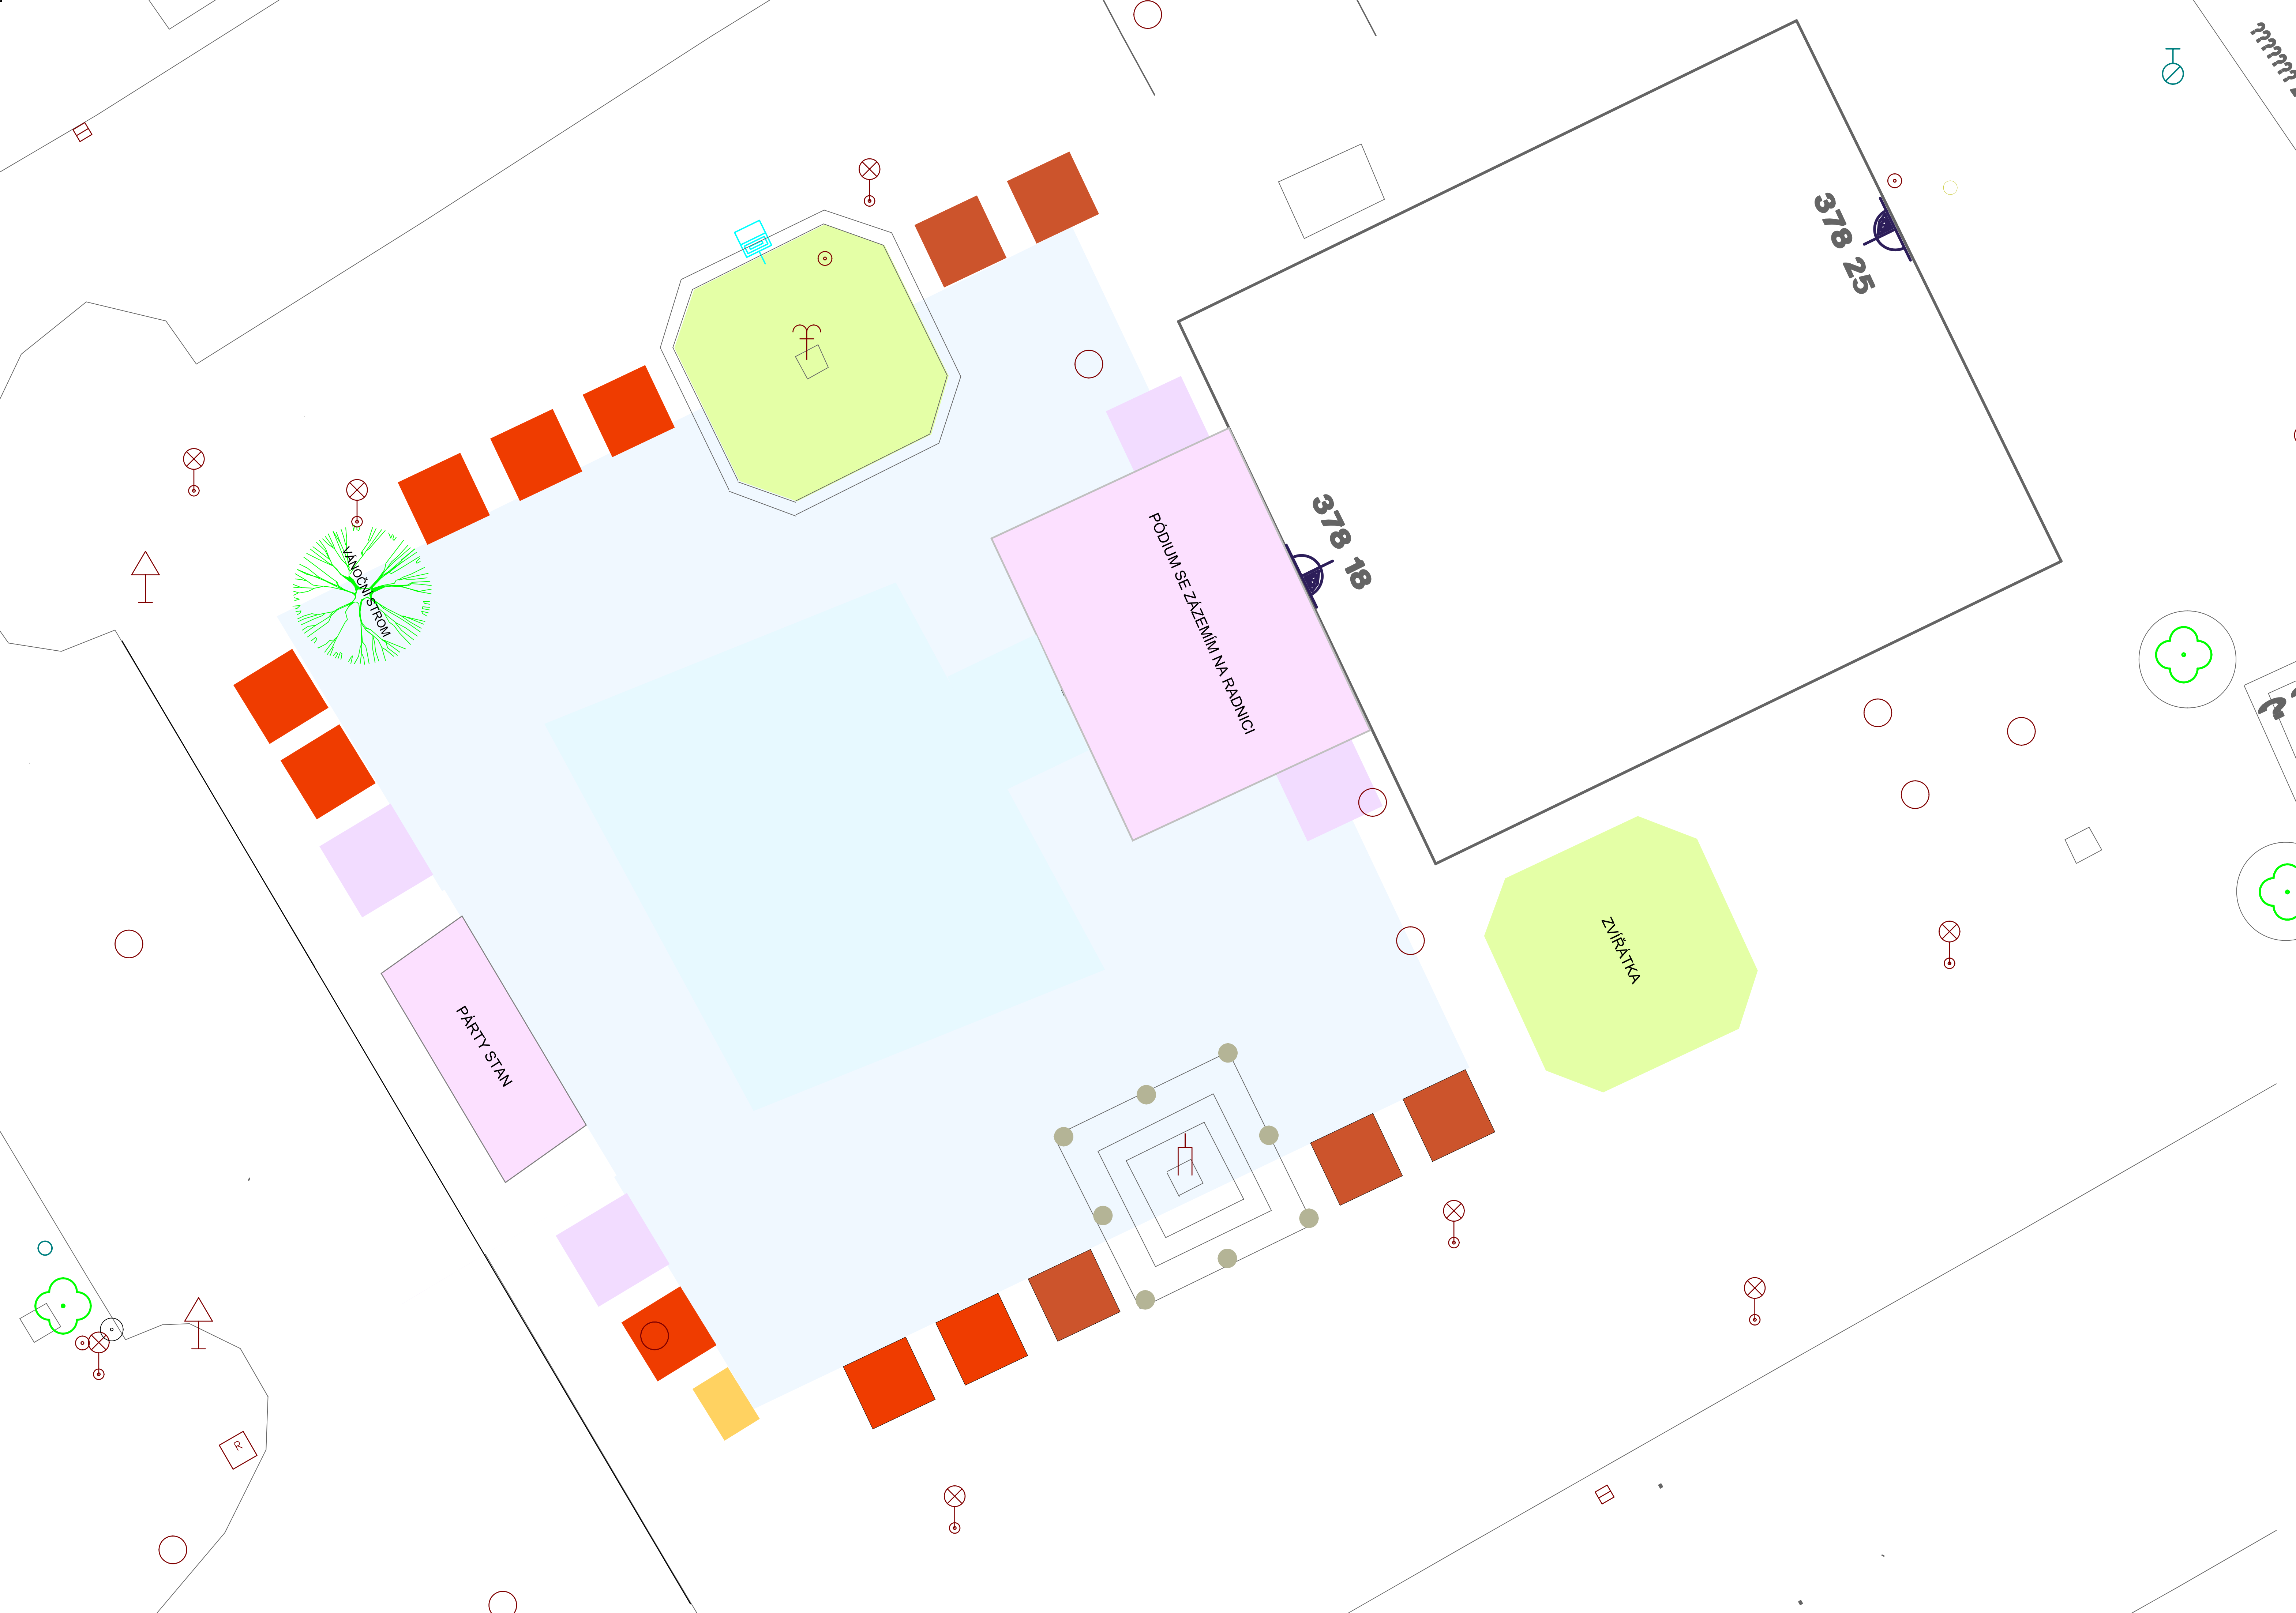 378 25
378 18
VÁNOČNÍ STROM
PÓDIUM SE ZÁZEMÍM NA RADNICI
ZVÍŘÁTKA
PÁRTY STAN
R